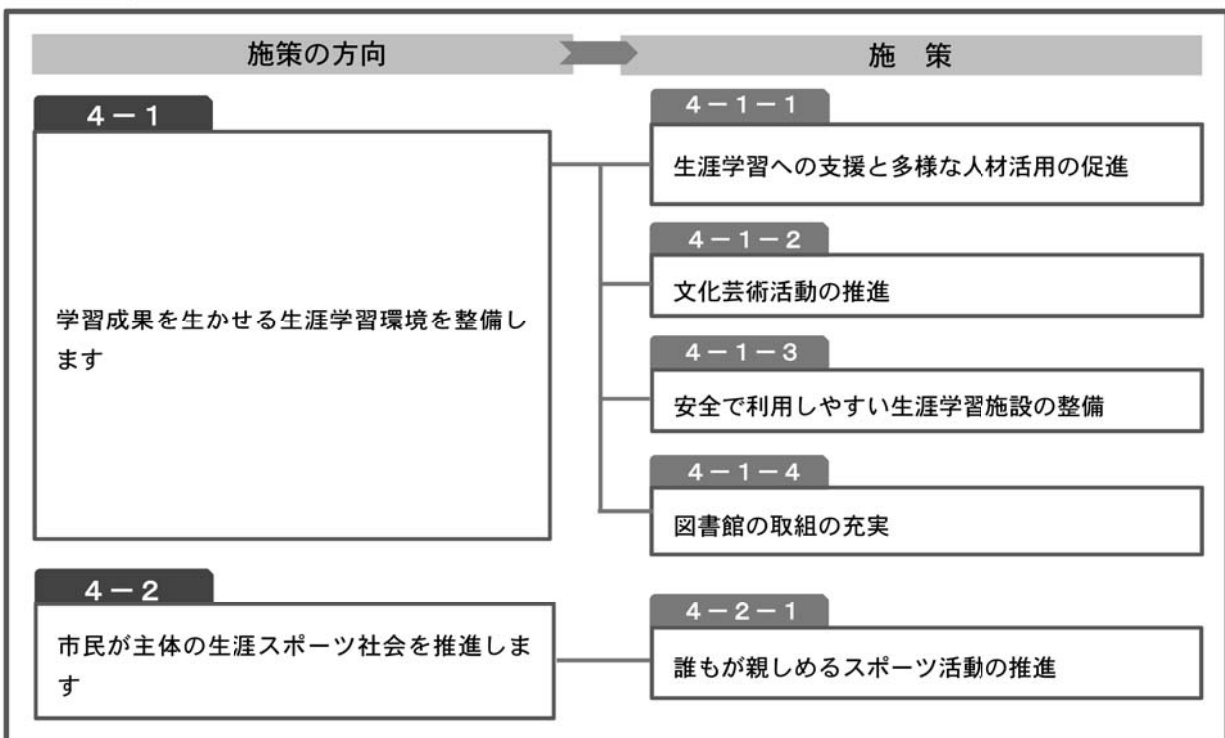 施策の方向
施　策
4－1
学習成果を生かせる生涯学習環境を整備し
ます
4－1－1
生涯学習への支援と多様な人材活用の促進
4－1－2
文化芸術活動の推進
4－1－3
安全で利用しやすい生涯学習施設の整備
4－1－4
図書館の取組の充実
4－2
市民が主体の生涯スポーツ社会を推進しま
す
4－2－1
誰もが親しめるスポーツ活動の推進